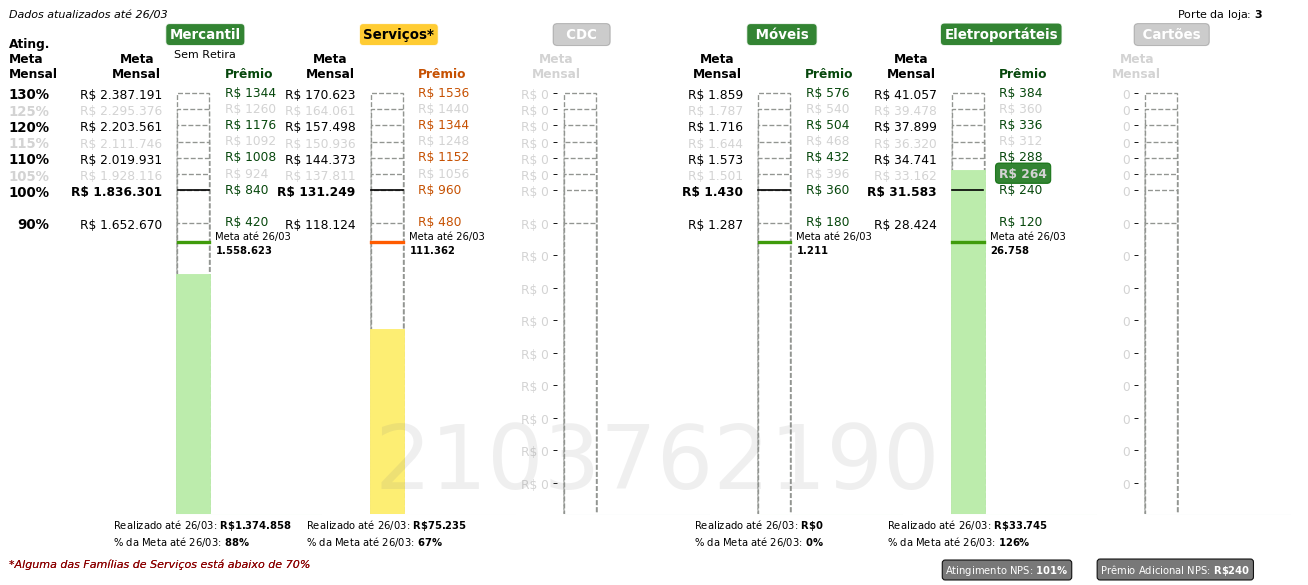 Dados atualizados até 26/03
Porte da loja: 3
Mercantil
Serviços*
CDC
Móveis
Eletroportáteis
Cartões
Sem Retira
Ating. Meta Mensal
Meta Mensal
Prêmio
Meta Mensal
Prêmio
Meta Mensal
Meta Mensal
Prêmio
Meta Mensal
Prêmio
Meta Mensal
130% R$ 2.387.191 R$ 1344 R$ 170.623 R$ 1536 R$ 0 R$ 1.859 R$ 576 R$ 41.057 R$ 384 0
125% R$ 2.295.376 R$ 1260 R$ 164.061 R$ 1440 R$ 0 R$ 1.787 R$ 540 R$ 39.478 R$ 360 0
120% R$ 2.203.561 R$ 1176 R$ 157.498 R$ 1344 R$ 0 R$ 1.716 R$ 504 R$ 37.899 R$ 336 0
115% R$ 2.111.746 R$ 1092 R$ 150.936 R$ 1248 R$ 0 R$ 1.644 R$ 468 R$ 36.320 R$ 312 0
110% R$ 2.019.931 R$ 1008 R$ 144.373 R$ 1152 R$ 0 R$ 1.573 R$ 432 R$ 34.741 R$ 288 0
105% R$ 1.928.116 R$ 924 R$ 137.811 R$ 1056 R$ 0 R$ 1.501 R$ 396 R$ 33.162 R$ 264 0
100% R$ 1.836.301 R$ 840 R$ 131.249 R$ 960 R$ 0 R$ 1.430 R$ 360 R$ 31.583 R$ 240 0
90% R$ 1.652.670 R$ 420 R$ 118.124 R$ 480 R$ 0 R$ 1.287 R$ 180 R$ 28.424 R$ 120 0
Meta até 26/03 Meta até 26/03 Meta até 26/03 Meta até 26/03
1.558.623 111.362 R$ 0 1.211 26.758 0
R$ 0 0
R$ 0 0
R$ 0 0
R$ 0 0
R$ 0 0
R$ 0 0
R$ 0 0
2103762190
Realizado até 26/03: R$1.374.858 Realizado até 26/03: R$75.235 Realizado até 26/03: R$0 Realizado até 26/03: R$33.745
% da Meta até 26/03: 88% % da Meta até 26/03: 67% % da Meta até 26/03: 0% % da Meta até 26/03: 126%
*Alguma das Famílias de Serviços está abaixo de 70%
Atingimento NPS: 101%
Prêmio Adicional NPS: R$240